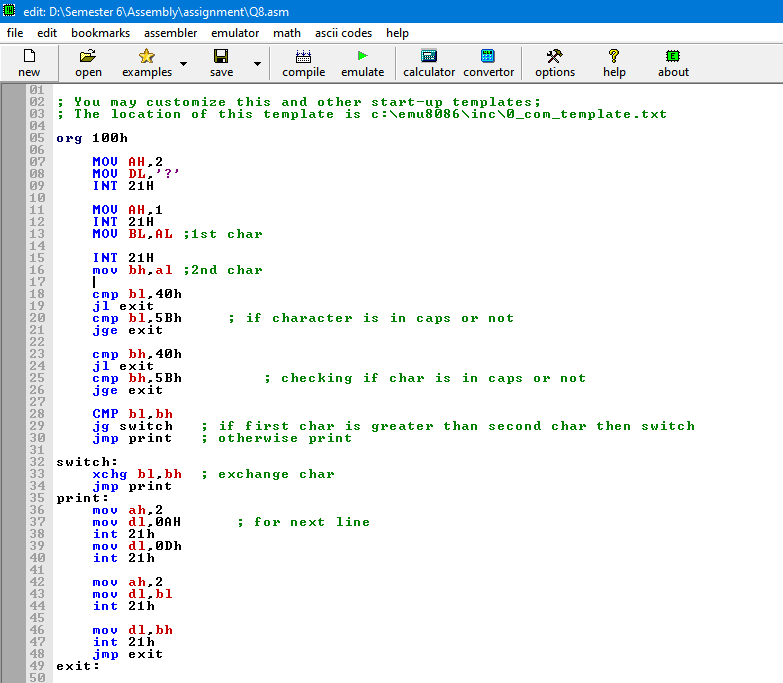 edit: D:\Semester 6\Assembly\assignment\Q8.asm
file edit bookmarks assembler emulator math ascii codes help
new open examples save compile emulate calculator convertor options help about
01
02 ; You may customize this and other start-up templates;
03 ; The location of this template is c:\emu8086\inc\0_com_template.txt
04
05 org 100h
06
07 MOV AH,2
08 MOV DL,'?'
09 INT 21H
10
11 MOV AH,1
12 INT 21H
13 MOV BL,AL ;1st char
14
15 INT 21H
16 mov bh,al ;2nd char
17
18 cmp bl,40h
19 jl exit
20 cmp bl,5Bh ; if character is in caps or not
21 jge exit
22
23 cmp bh,40h
24 jl exit
25 cmp bh,5Bh ; checking if char is in caps or not
26 jge exit
27
28 CMP bl,bh
29 jg switch ; if first char is greater than second char then switch
30 jmp print ; otherwise print
31
32 switch:
33 xchg bl,bh ; exchange char
34 jmp print
35 print:
36 mov ah,2
37 mov dl,0AH ; for next line
38 int 21h
39 mov dl,0Dh
40 int 21h
41
42 mov ah,2
43 mov dl,bl
44 int 21h
45
46 mov dl,bh
47 int 21h
48 jmp exit
49 exit:
50